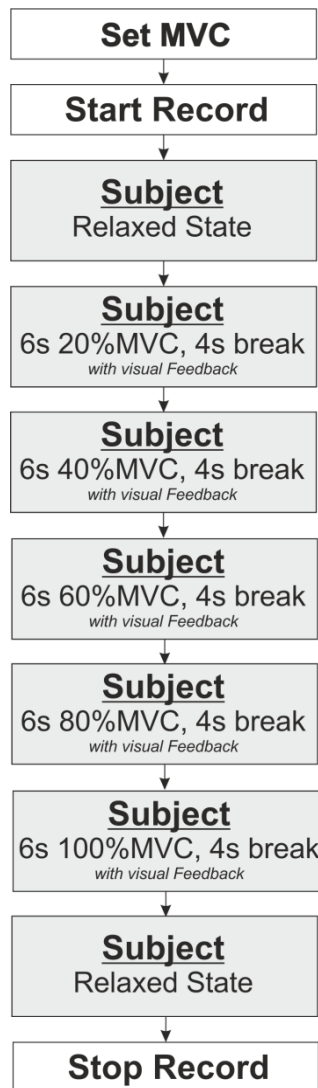 Set MVC
Start Record
Subject
Relaxed State
Subject
6s 20%MVC, 4s break
with visual Feedback
Subject
6s 40%MVC, 4s break
with visual Feedback
Subject
6s 60%MVC, 4s break
with visual Feedback
Subject
6s 80%MVC, 4s break
with visual Feedback
Subject
6s 100%MVC, 4s break
with visual Feedback
Subject
Relaxed State
Stop Record